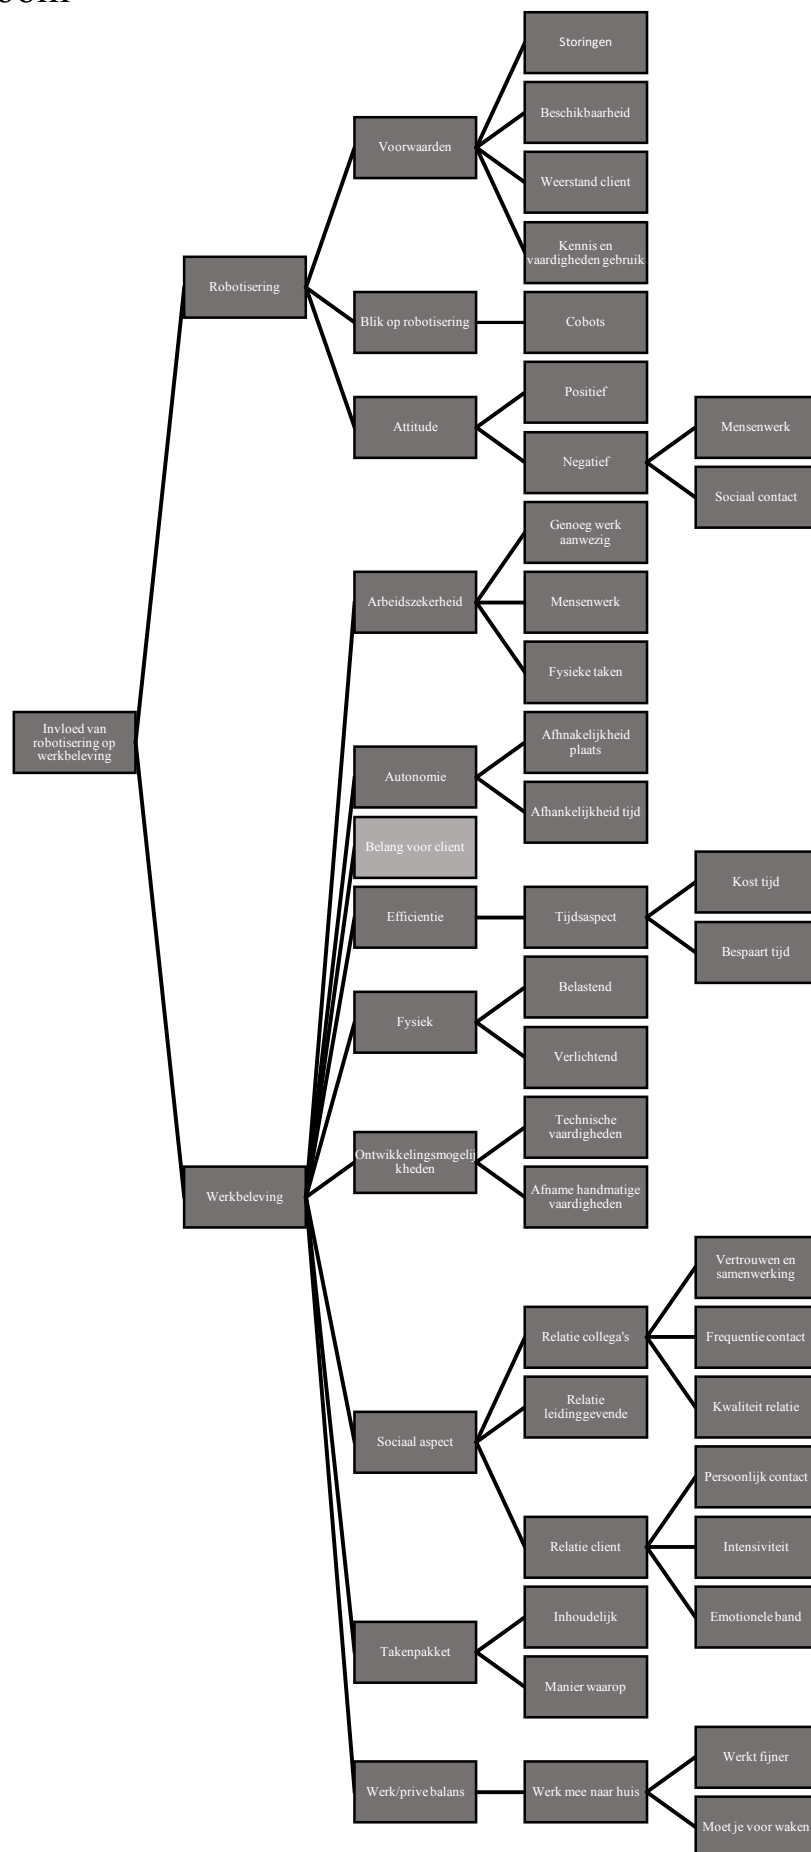 Storingen
Beschikbaarheid
Voorwaarden
Weerstand client
Kennis en
vaardigheden gebruik
Robotisering
Blik op robotisering
Cobots
Positief
Attitude
Mensenwerk
Negatief
Sociaal contact
Genoeg werk
aanwezig
Arbeidszekerheid
Mensenwerk
Fysieke taken
Invloed van
robotisering op
werkbeleving
Afhnakelijkheid
plaats
Autonomie
Afhankelijkheid tijd
Belang voor client
Kost tijd
Efficientie
Tijdsaspect
Bespaart tijd
Belastend
Fysiek
Verlichtend
Technische
vaardigheden
Ontwikkelingsmogelij
kheden
Afname handmatige
vaardigheden
Werkbeleving
Vertrouwen en
samenwerking
Relatie collega's
Frequentie contact
Relatie
leidinggevende
Kwaliteit relatie
Sociaal aspect
Persoonlijk contact
Relatie client
Intensiviteit
Emotionele band
Inhoudelijk
Takenpakket
Manier waarop
Werkt fijner
Werk/prive balans
Werk mee naar huis
Moet je voor waken